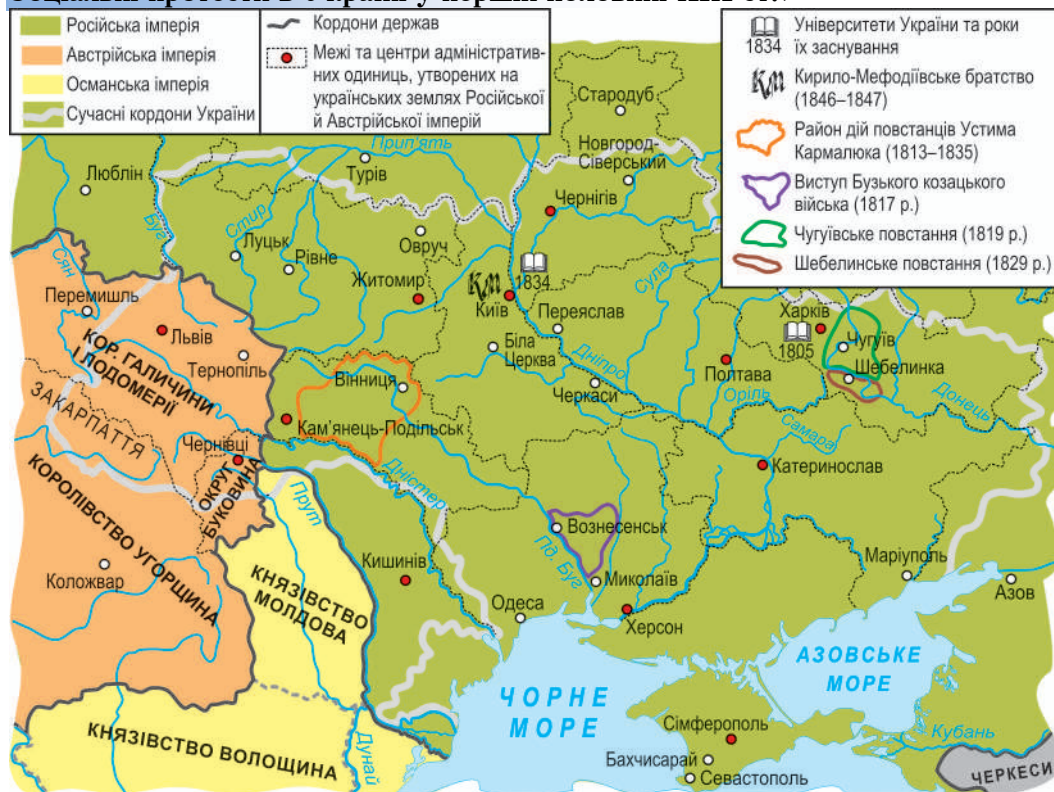 Російська імперія
Австрійська імперія
Османська імперія
Сучасні кордони України
Кордони держав
Межі та центри адміністратив-
них одиниць, утворених на
українських землях Російської
й Австрійської імперій
1834
Університети України та роки
їх заснування
КМ
Кирило-Мефодіївське братство
(1846–1847)
Район дій повстанців Устима
Кармалюка (1813–1835)
Виступ Бузького козацького
війська (1817 р.)
Чугуївське повстання (1819 р.)
Шебелинське повстання (1829 р.)
Стародуб
Новгород-
Сіверський
Прип'ять
Турів
Люблін
Чернігів
Буг
Стир
Овруч
Луцьк
Рівне
Сян
Житомир
КМ
1834
Київ
Сула
Перемишль
Переяслав
Харків
1805
Чугуїв
Львів
КОР. ГАЛИЧИНИ
І ЛОДОМЕРІЇ
Тернопіль
Біла
Церква
Дніпро
Полтава
Шебелинка
Вінниця
Черкаси
Оріль
Донець
ЗАКАРПАТТЯ
Кам'янець-Подільськ
Самара
Чернівці
Катеринослав
ОКРУГ
БУКОВИНА
Дністер
КОРОЛІВСТВО УГОРЩИНА
Прут
Вознесенськ
Пд. Буг
Маріуполь
Коложвар
Кишинів
Миколаїв
Азов
КНЯЗІВСТВО
МОЛДОВА
Одеса
Херсон
АЗОВСЬКЕ
МОРЕ
ЧОРНЕ
МОРЕ
Сімферополь
КНЯЗІВСТВО ВОЛОЩИНА
Дунай
Кубань
Бахчисарай
Севастополь
ЧЕРКЕСИ